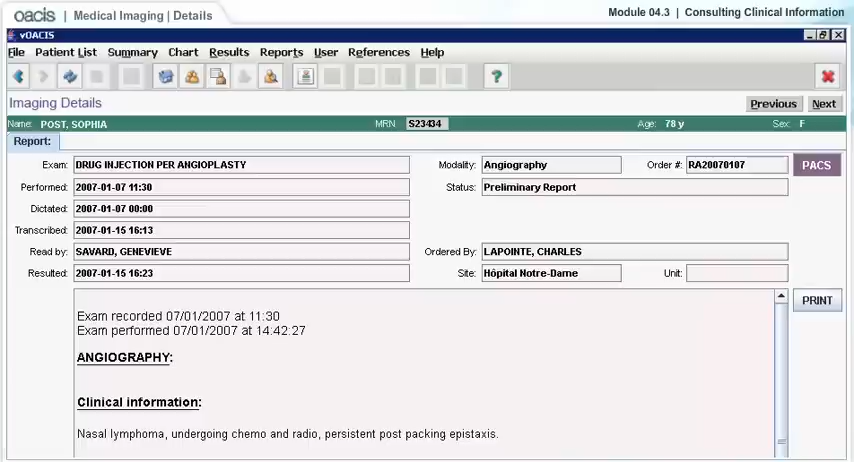 oacis | Medical Imaging | Details
Module 04.3 | Consulting Clinical Information
vOACIS
File Patient List Summary Chart Results Reports User References Help
Imaging Details
Previous Next
Name: POST, SOPHIA MRN S23434 Age: 78 y Sex: F
Report:
Exam: DRUG INJECTION PER ANGIOPLASTY Modality: Angiography Order #: RA20070107 PACS
Performed: 2007-01-07 11:30 Status: Preliminary Report
Dictated: 2007-01-07 00:00
Transcribed: 2007-01-15 16:13
Read by: SAVARD, GENEVIEVE Ordered By: LAPOINTE, CHARLES
Resulted: 2007-01-15 16:23 Site: Hôpital Notre-Dame Unit:
PRINT
Exam recorded 07/01/2007 at 11:30
Exam performed 07/01/2007 at 14:42:27
ANGIOGRAPHY:
Clinical information:
Nasal lymphoma, undergoing chemo and radio, persistent post packing epistaxis.